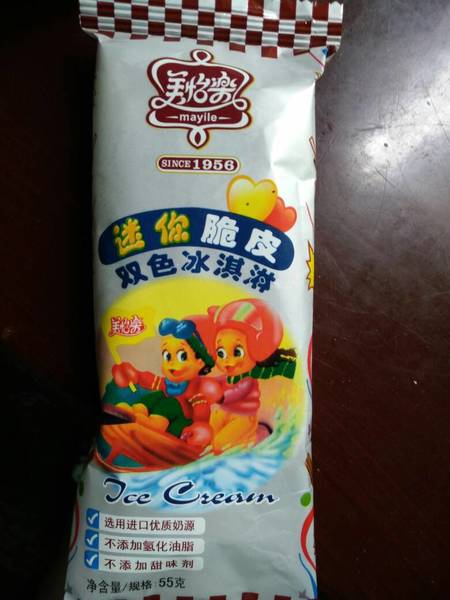 美怡樂
mayile
SINCE 1956
迷你脆皮
双色冰淇淋
美怡樂
Ice Cream
选用进口优质奶源
不添加氢化油脂
不添加甜味剂
净含量/规格:55克